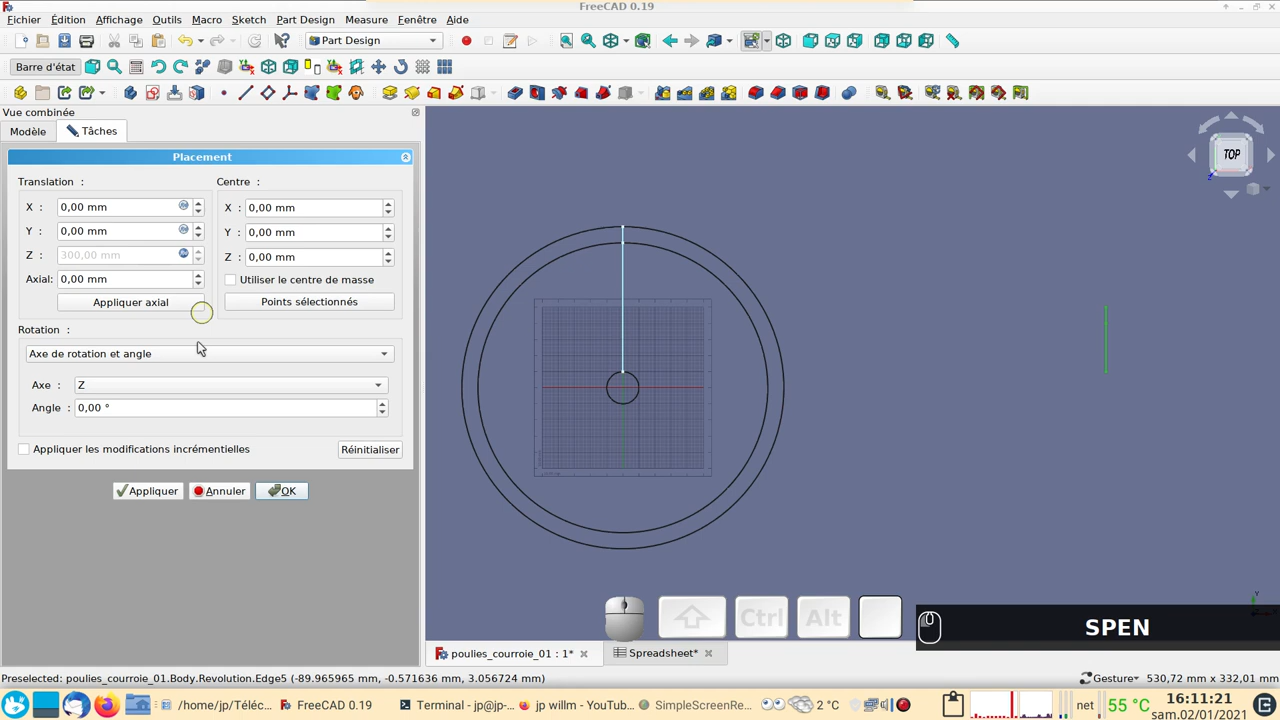 FreeCAD 0.19
Fichier Édition Affichage Outils Macro Sketch Part Design Measure Fenêtre Aide
Part Design
Barre d'état
Vue combinée
Modèle Tâches
Placement
Translation : Centre :
X : 0,00 mm X : 0,00 mm
Y : 0,00 mm Y : 0,00 mm
Z : 300,00 mm Z : 0,00 mm
Axial: 0,00 mm Utiliser le centre de masse
Appliquer axial Points sélectionnés
Rotation :
Axe de rotation et angle
Axe : Z
Angle : 0,00 °
Appliquer les modifications incrémentielles Réinitialiser
Appliquer Annuler OK
TOP
Ctrl Alt
SPEN
poulies_courroie_01 : 1* Spreadsheet*
Preselected: poulies_courroie_01.Body.Revolution.Edge5 (-89.965965 mm, -0.571636 mm, 3.056724 mm) Gesture 530,72 mm x 332,01 mm
/home/jp/Téléc... FreeCAD 0.19 Terminal - jp@jp-... jp willm - YouTub... SimpleScreenRe... 2 °C net 55 °C 16:11:21
sam.02/01/2021